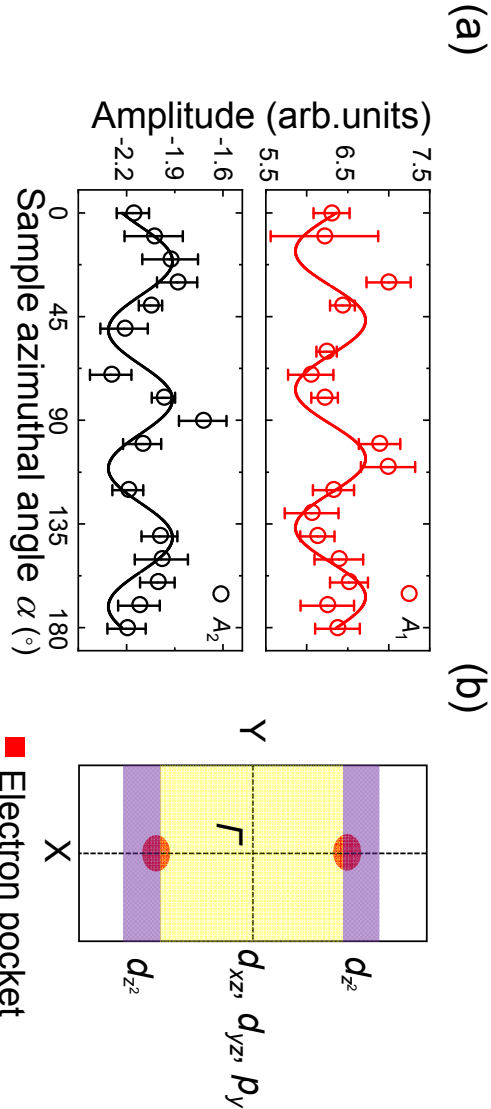 (a)
Amplitude (arb.units)
7.5
6.5
5.5
A1
-1.6
-1.9
-2.2
A2
0
45
90
135
180
Sample azimuthal angle α (°)
(b)
Y
Γ
X
dz2
dxz, dyz, py
dz2
Electron pocket